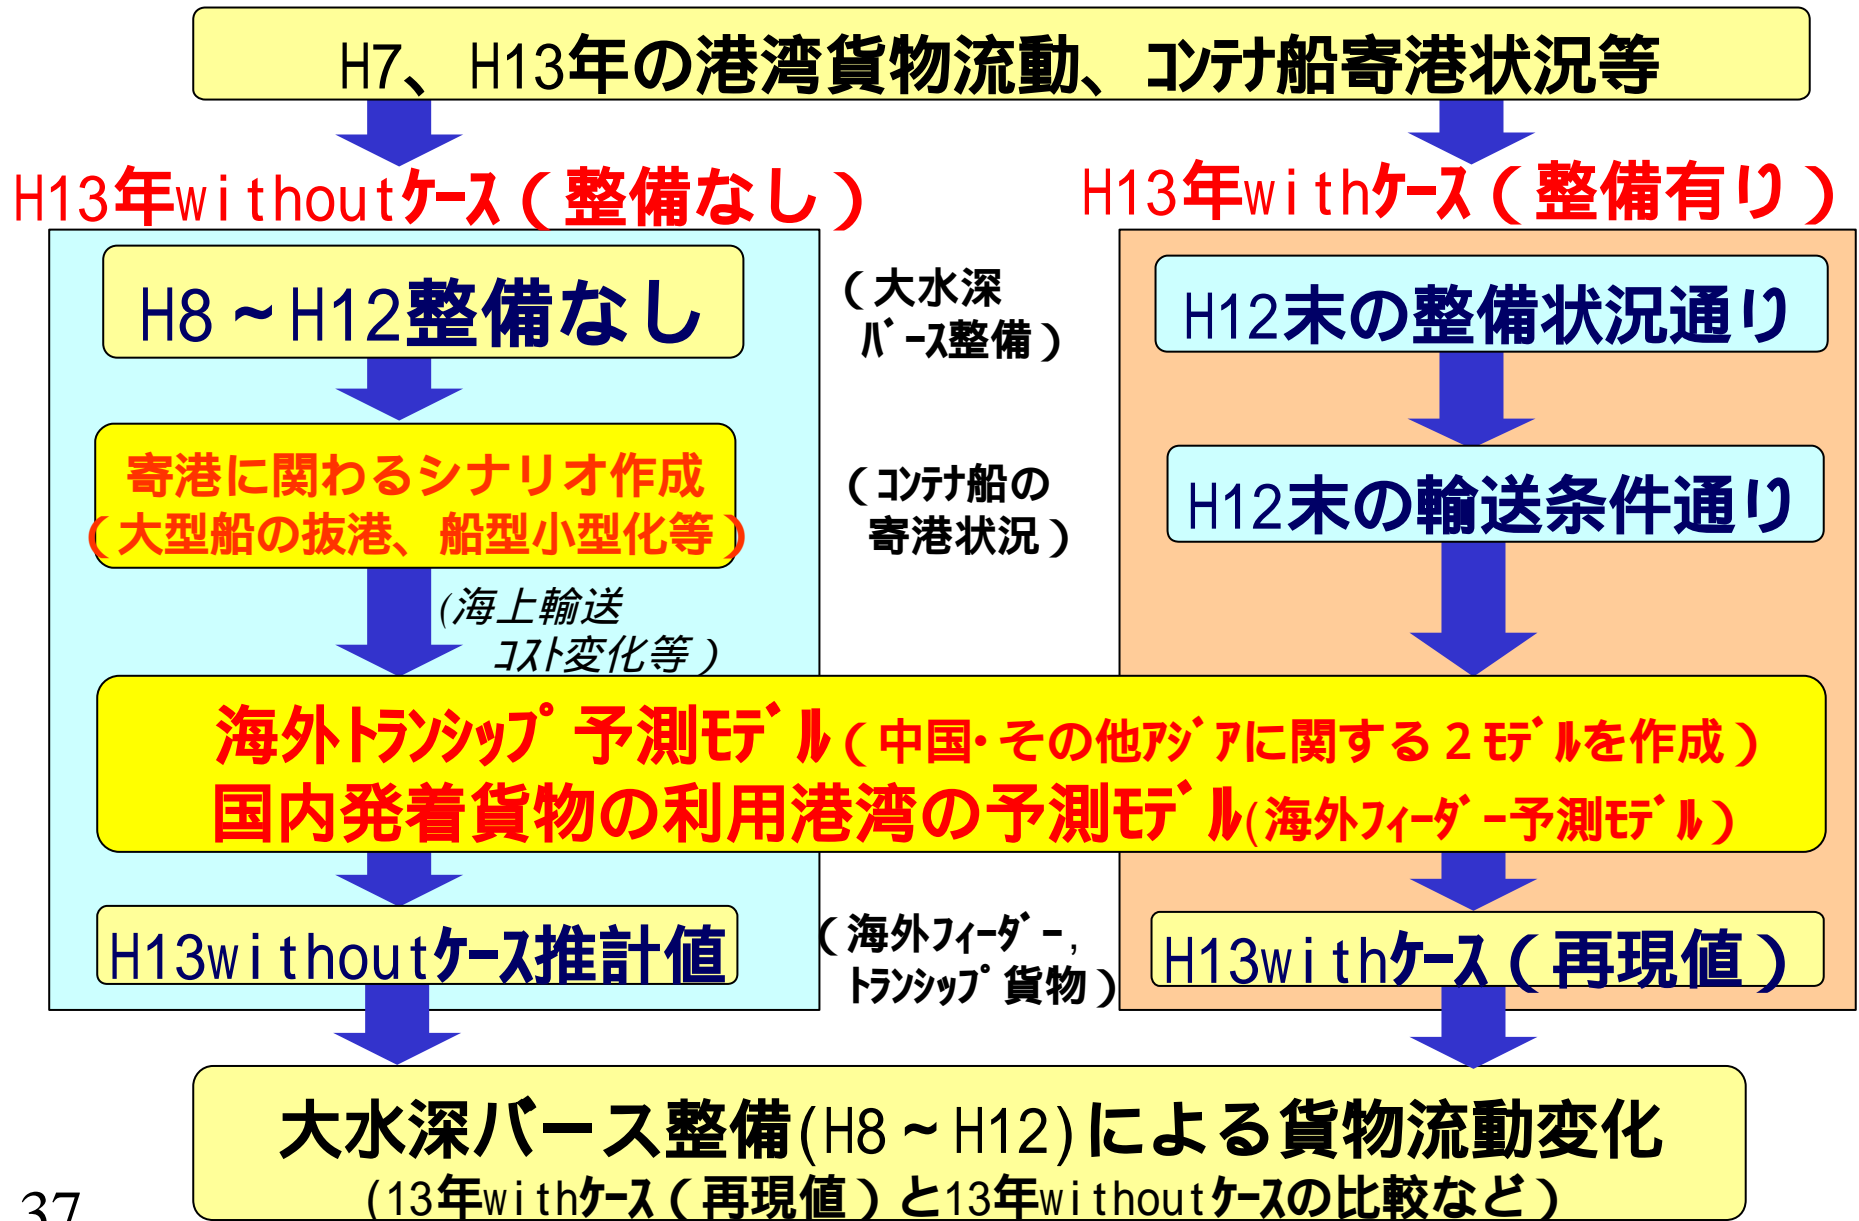 H7、H13年の港湾貨物流動、ｺﾝﾃﾅ船寄港状況等
H13年withoutｹｰｽ（整備なし）
H13年withｹｰｽ（整備有り）
H8～H12整備なし
（大水深
ﾊﾞｰｽ整備）
H12末の整備状況通り
寄港に関わるシナリオ作成
（大型船の抜港、船型小型化等）
（ｺﾝﾃﾅ船の
寄港状況）
H12末の輸送条件通り
(海上輸送
ｺｽﾄ変化等）
海外ﾄﾗﾝｼｯﾌﾟ予測ﾓﾃﾞﾙ（中国･その他ｱｼﾞｱに関する２ﾓﾃﾞﾙを作成）
国内発着貨物の利用港湾の予測ﾓﾃﾞﾙ(海外ﾌｨｰﾀﾞｰ予測ﾓﾃﾞﾙ）
H13withoutｹｰｽ推計値
（海外ﾌｨｰﾀﾞｰ,
ﾄﾗﾝｼｯﾌﾟ貨物）
H13withｹｰｽ（再現値）
大水深バース整備(H8～H12)による貨物流動変化
(13年withｹｰｽ（再現値）と13年withoutｹｰｽの比較など）
37